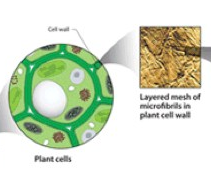 Cell wall
Plant cells
Layered mesh of
microfibrils in
plant cell wall